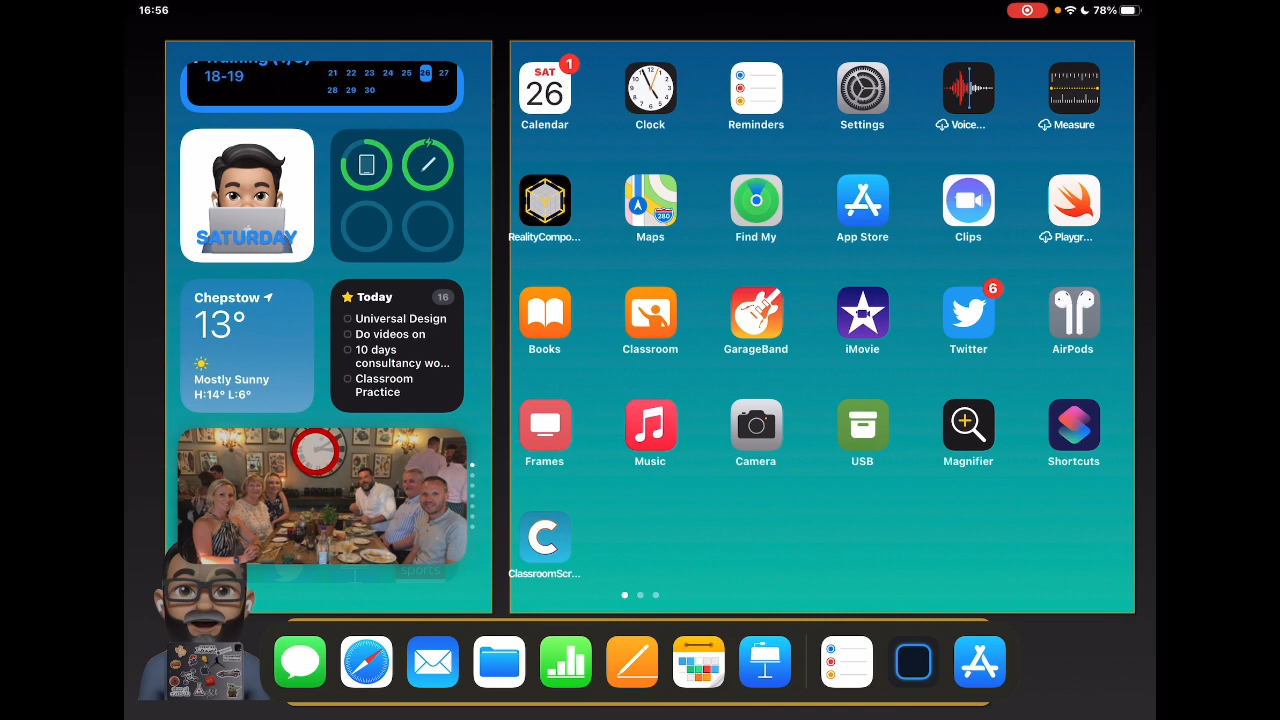 16:56
78%
18-19
21 22 23 24 25 26 27
28 29 30
SATURDAY
Chepstow
13°
Mostly Sunny
H:14° L:6°
Today
16
Universal Design
Do videos on
10 days
consultancy wo...
Classroom
Practice
sports
SAT
26
1
Calendar
Clock
Reminders
Settings
Voice...
Measure
RealityCompo...
280
Maps
Find My
App Store
Clips
Playgr...
Books
Classroom
GarageBand
iMovie
6
Twitter
AirPods
Frames
Music
Camera
USB
Magnifier
Shortcuts
C
ClassroomScr...